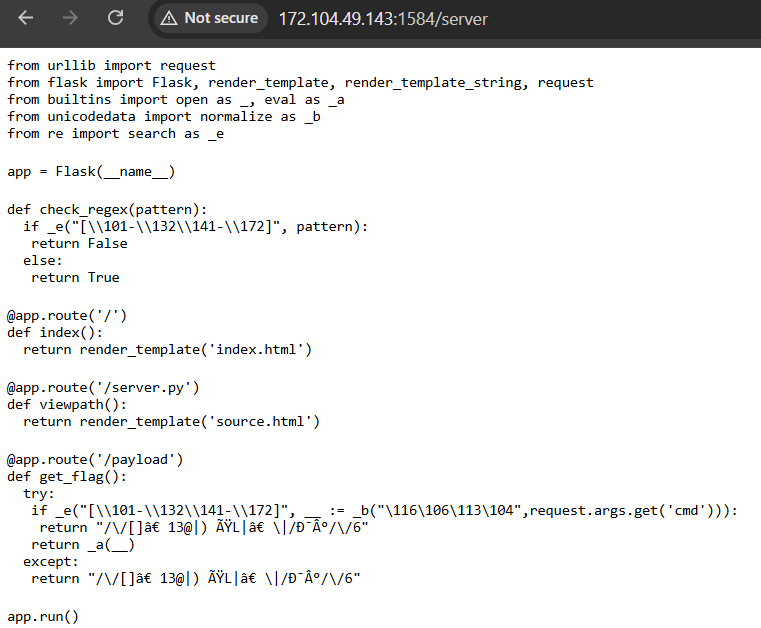 Not secure 172.104.49.143:1584/server
from urllib import request
from flask import Flask, render_template, render_template_string, request
from builtins import open as _, eval as _a
from unicodedata import normalize as _b
from re import search as _e
app = Flask(__name__)
def check_regex(pattern):
  if _e("[\\101-\\132\\141-\\172]", pattern):
   return False
  else:
   return True
@app.route('/')
def index():
  return render_template('index.html')
@app.route('/server.py')
def viewpath():
  return render_template('source.html')
@app.route('/payload')
def get_flag():
  try:
   if _e("[\\101-\\132\\141-\\172]", __ := _b("\116\106\113\104",request.args.get('cmd'))):
    return "/\/[]â€ 13@|) ÃŸL|â€ \|/Ð¯Âº/\/6"
   return _a(__)
  except:
   return "/\/[]â€ 13@|) ÃŸL|â€ \|/Ð¯Âº/\/6"
app.run()